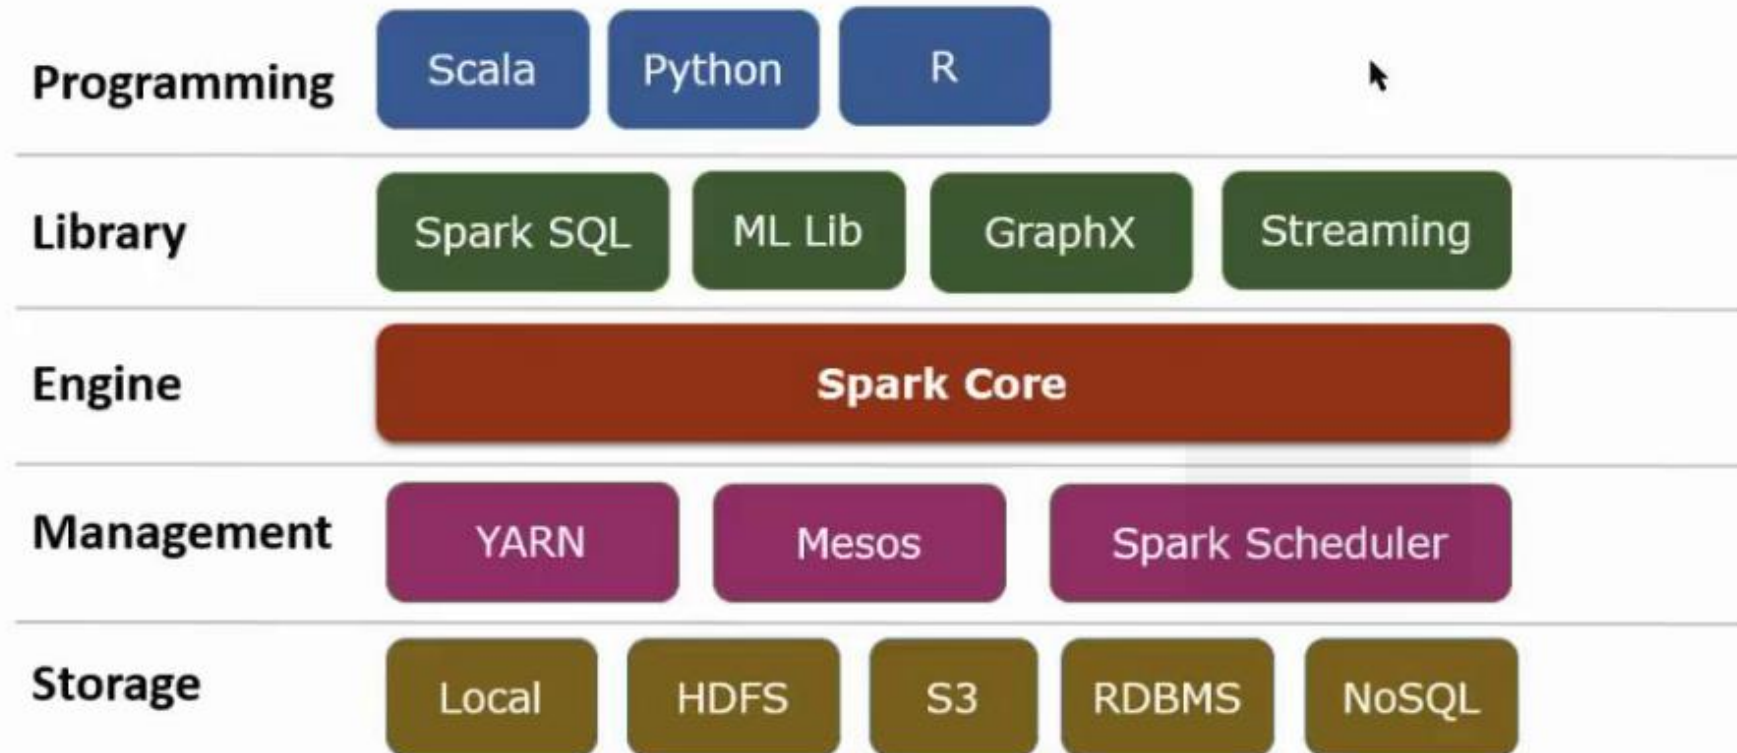 Programming Scala Python R
Library Spark SQL ML Lib GraphX Streaming
Engine Spark Core
Management YARN Mesos Spark Scheduler
Storage Local HDFS S3 RDBMS NoSQL